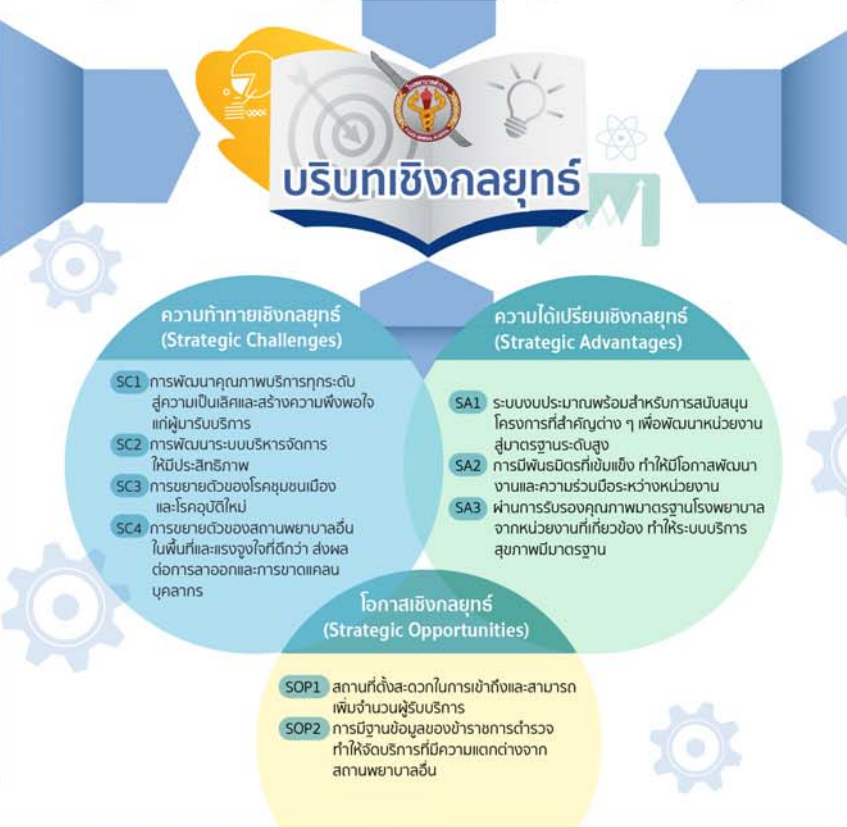 บริบทเชิงกลยุทธ์
ความท้าทายเชิงกลยุทธ์
(Strategic Challenges)
SC1 การพัฒนาคุณภาพบริการทุกระดับ
สู่ความเป็นเลิศและสร้างความพึงพอใจ
แก่ผู้มารับบริการ
SC2 การพัฒนาระบบบริหารจัดการ
ให้มีประสิทธิภาพ
SC3 การขยายตัวของโรคชุมชนเมือง
และโรคอุบัติใหม่
SC4 การขยายตัวของสถานพยาบาลอื่น
ในพื้นที่และแรงจูงใจที่ดีกว่า ส่งผล
ต่อการลาออกและการขาดแคลน
บุคลากร
ความได้เปรียบเชิงกลยุทธ์
(Strategic Advantages)
SA1 ระบบงบประมาณพร้อมสำหรับการสนับสนุน
โครงการที่สำคัญต่าง ๆ เพื่อพัฒนาหน่วยงาน
สู่มาตรฐานระดับสูง
SA2 การมีพันธมิตรที่เข้มแข็ง ทำให้มีโอกาสพัฒนา
งานและความร่วมมือระหว่างหน่วยงาน
SA3 ผ่านการรับรองคุณภาพมาตรฐานโรงพยาบาล
จากหน่วยงานที่เกี่ยวข้อง ทำให้ระบบบริการ
สุขภาพมีมาตรฐาน
โอกาสเชิงกลยุทธ์
(Strategic Opportunities)
SOP1 สถานที่ตั้งสะดวกในการเข้าถึงและสามารถ
เพิ่มจำนวนผู้รับบริการ
SOP2 การมีฐานข้อมูลของข้าราชการตำรวจ
ทำให้จัดบริการที่มีความแตกต่างจาก
สถานพยาบาลอื่น